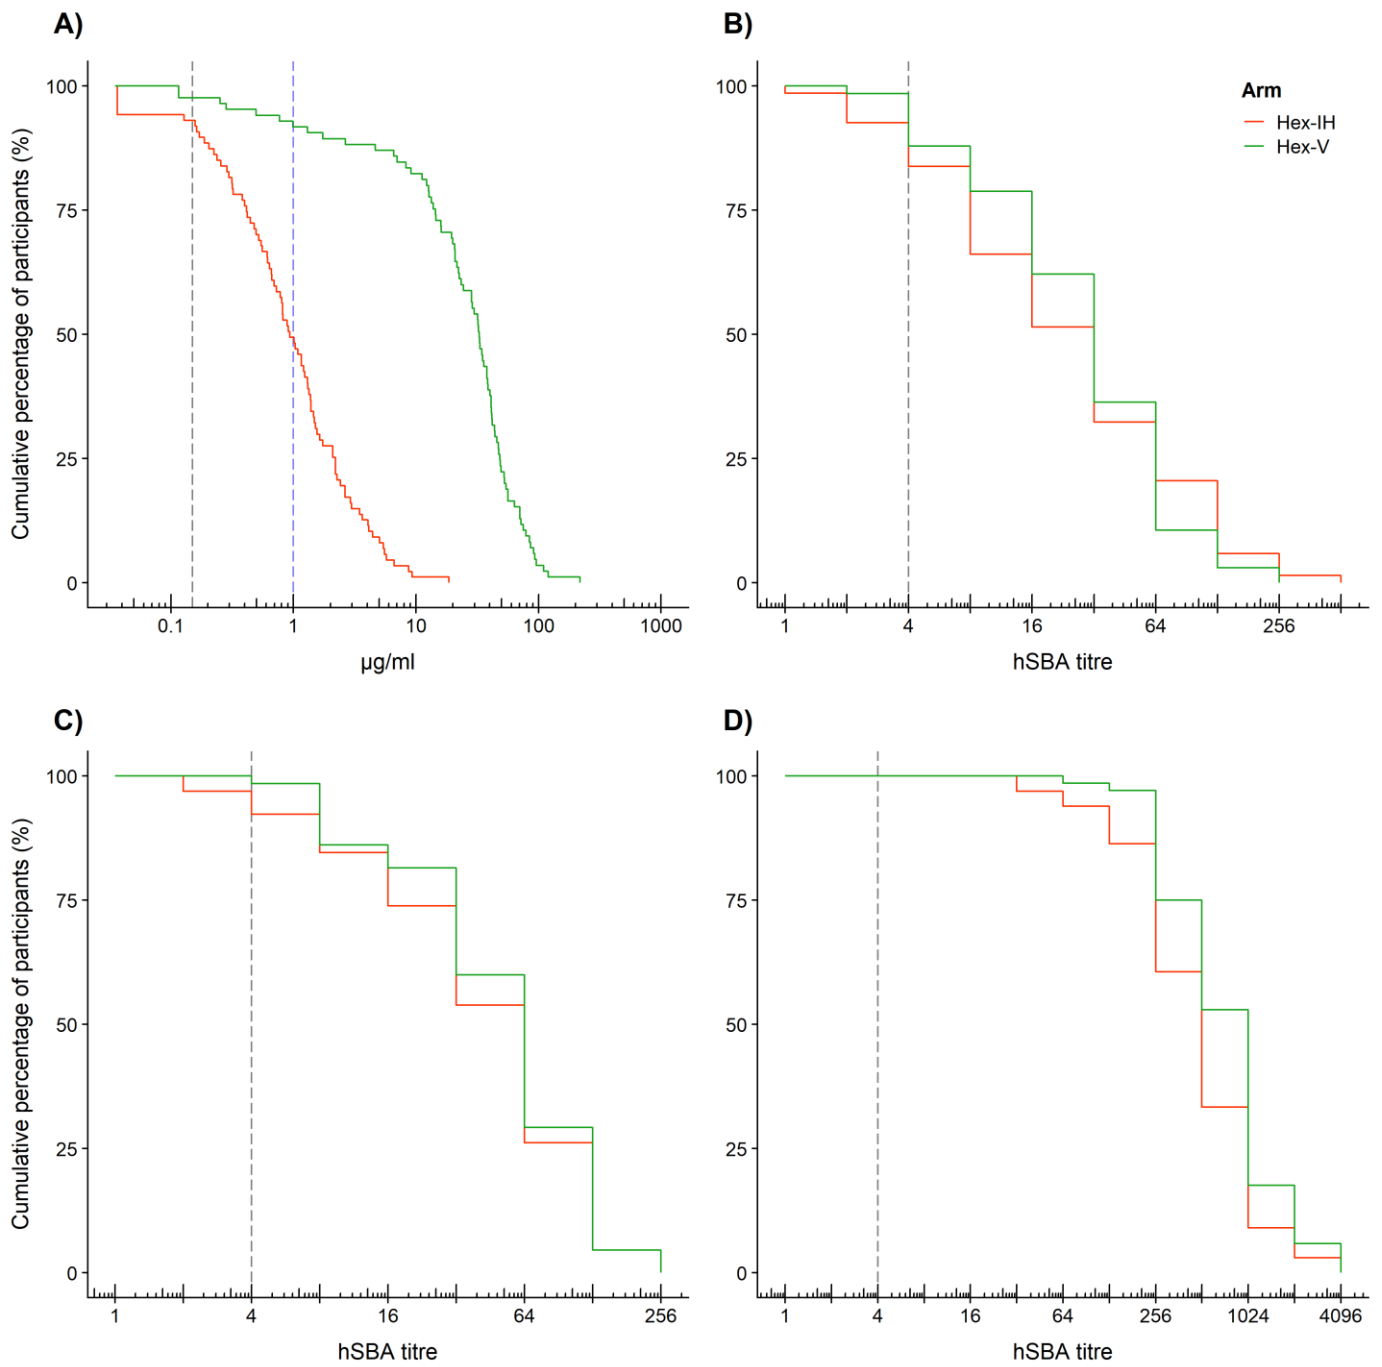 A)
Cumulative percentage of participants (%)
100
75
50
25
0
0.1 1 10 100 1000
µg/ml
B)
100
75
50
25
0
1 4 16 64 256
hSBA titre
Arm
Hex-IH
Hex-V
C)
Cumulative percentage of participants (%)
100
75
50
25
0
1 4 16 64 256
hSBA titre
D)
100
75
50
25
0
1 4 16 64 256 1024 4096
hSBA titre